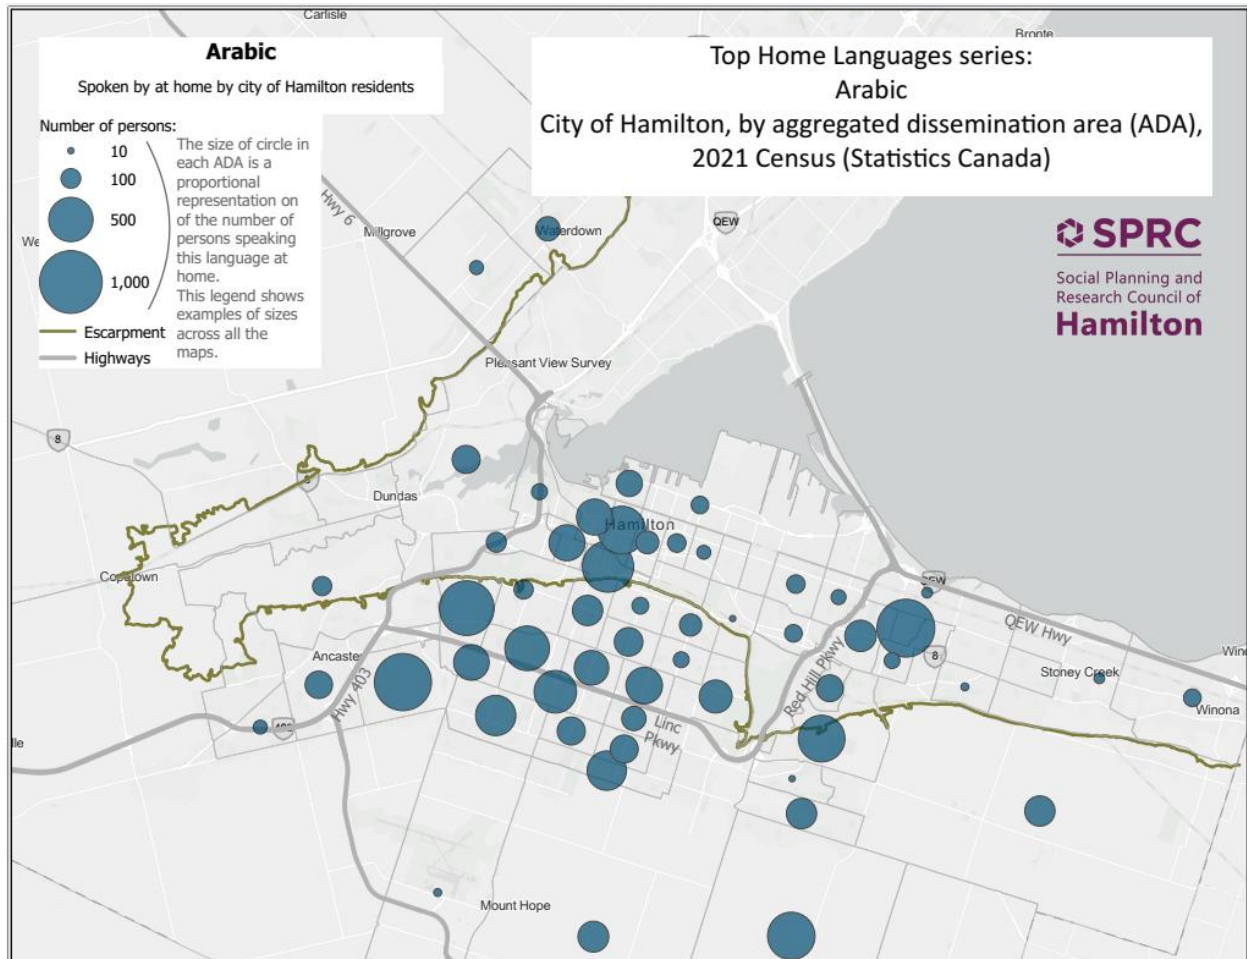 Carlisle
Bronte
Arabic
Spoken by at home by city of Hamilton residents
Number of persons:
10
100
500
1,000
The size of circle in
each ADA is a
proportional
representation on
of the number of
persons speaking
this language at
home.
This legend shows
examples of sizes
across all the
maps.
Escarpment
Highways
Top Home Languages series:
Arabic
City of Hamilton, by aggregated dissemination area (ADA),
2021 Census (Statistics Canada)
SPRC
Social Planning and
Research Council of
Hamilton
Hwy 6
QEW
Millgrove
Waterdown
We
Pleasant View Survey
8
Dundas
Hamilton
Copetown
QEW
QEW Hwy
Ancaster
Hwy 403
Red Hill Pkwy
8
Stoney Creek
Winona
403
Linc
Pkwy
lle
Mount Hope